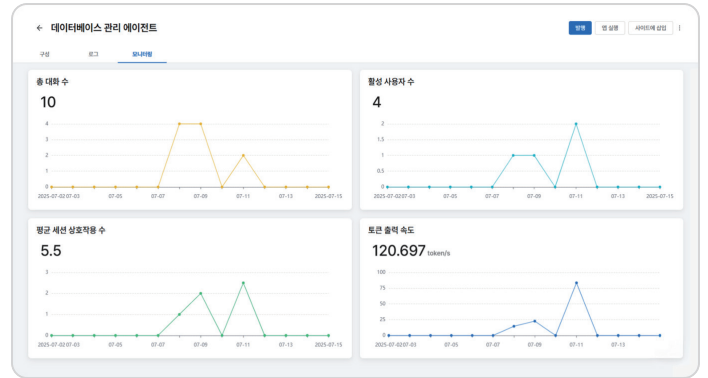 ← 데이터베이스 관리 에이전트
발행 앱 실행 사이트에 삽입
구성 로그 모니터링
총 대화 수
10
4
3
2
1
0
2025-07-02 07-03 07-05 07-07 07-09 07-11 07-13 2025-07-15
활성 사용자 수
4
2
1.5
1
0.5
0
2025-07-02 07-03 07-05 07-07 07-09 07-11 07-13 2025-07-15
평균 세션 상호작용 수
5.5
3
2
1
0
2025-07-02 07-03 07-05 07-07 07-09 07-11 07-13 2025-07-15
토큰 출력 속도
120.697 token/s
100
75
50
25
0
2025-07-02 07-03 07-05 07-07 07-09 07-11 07-13